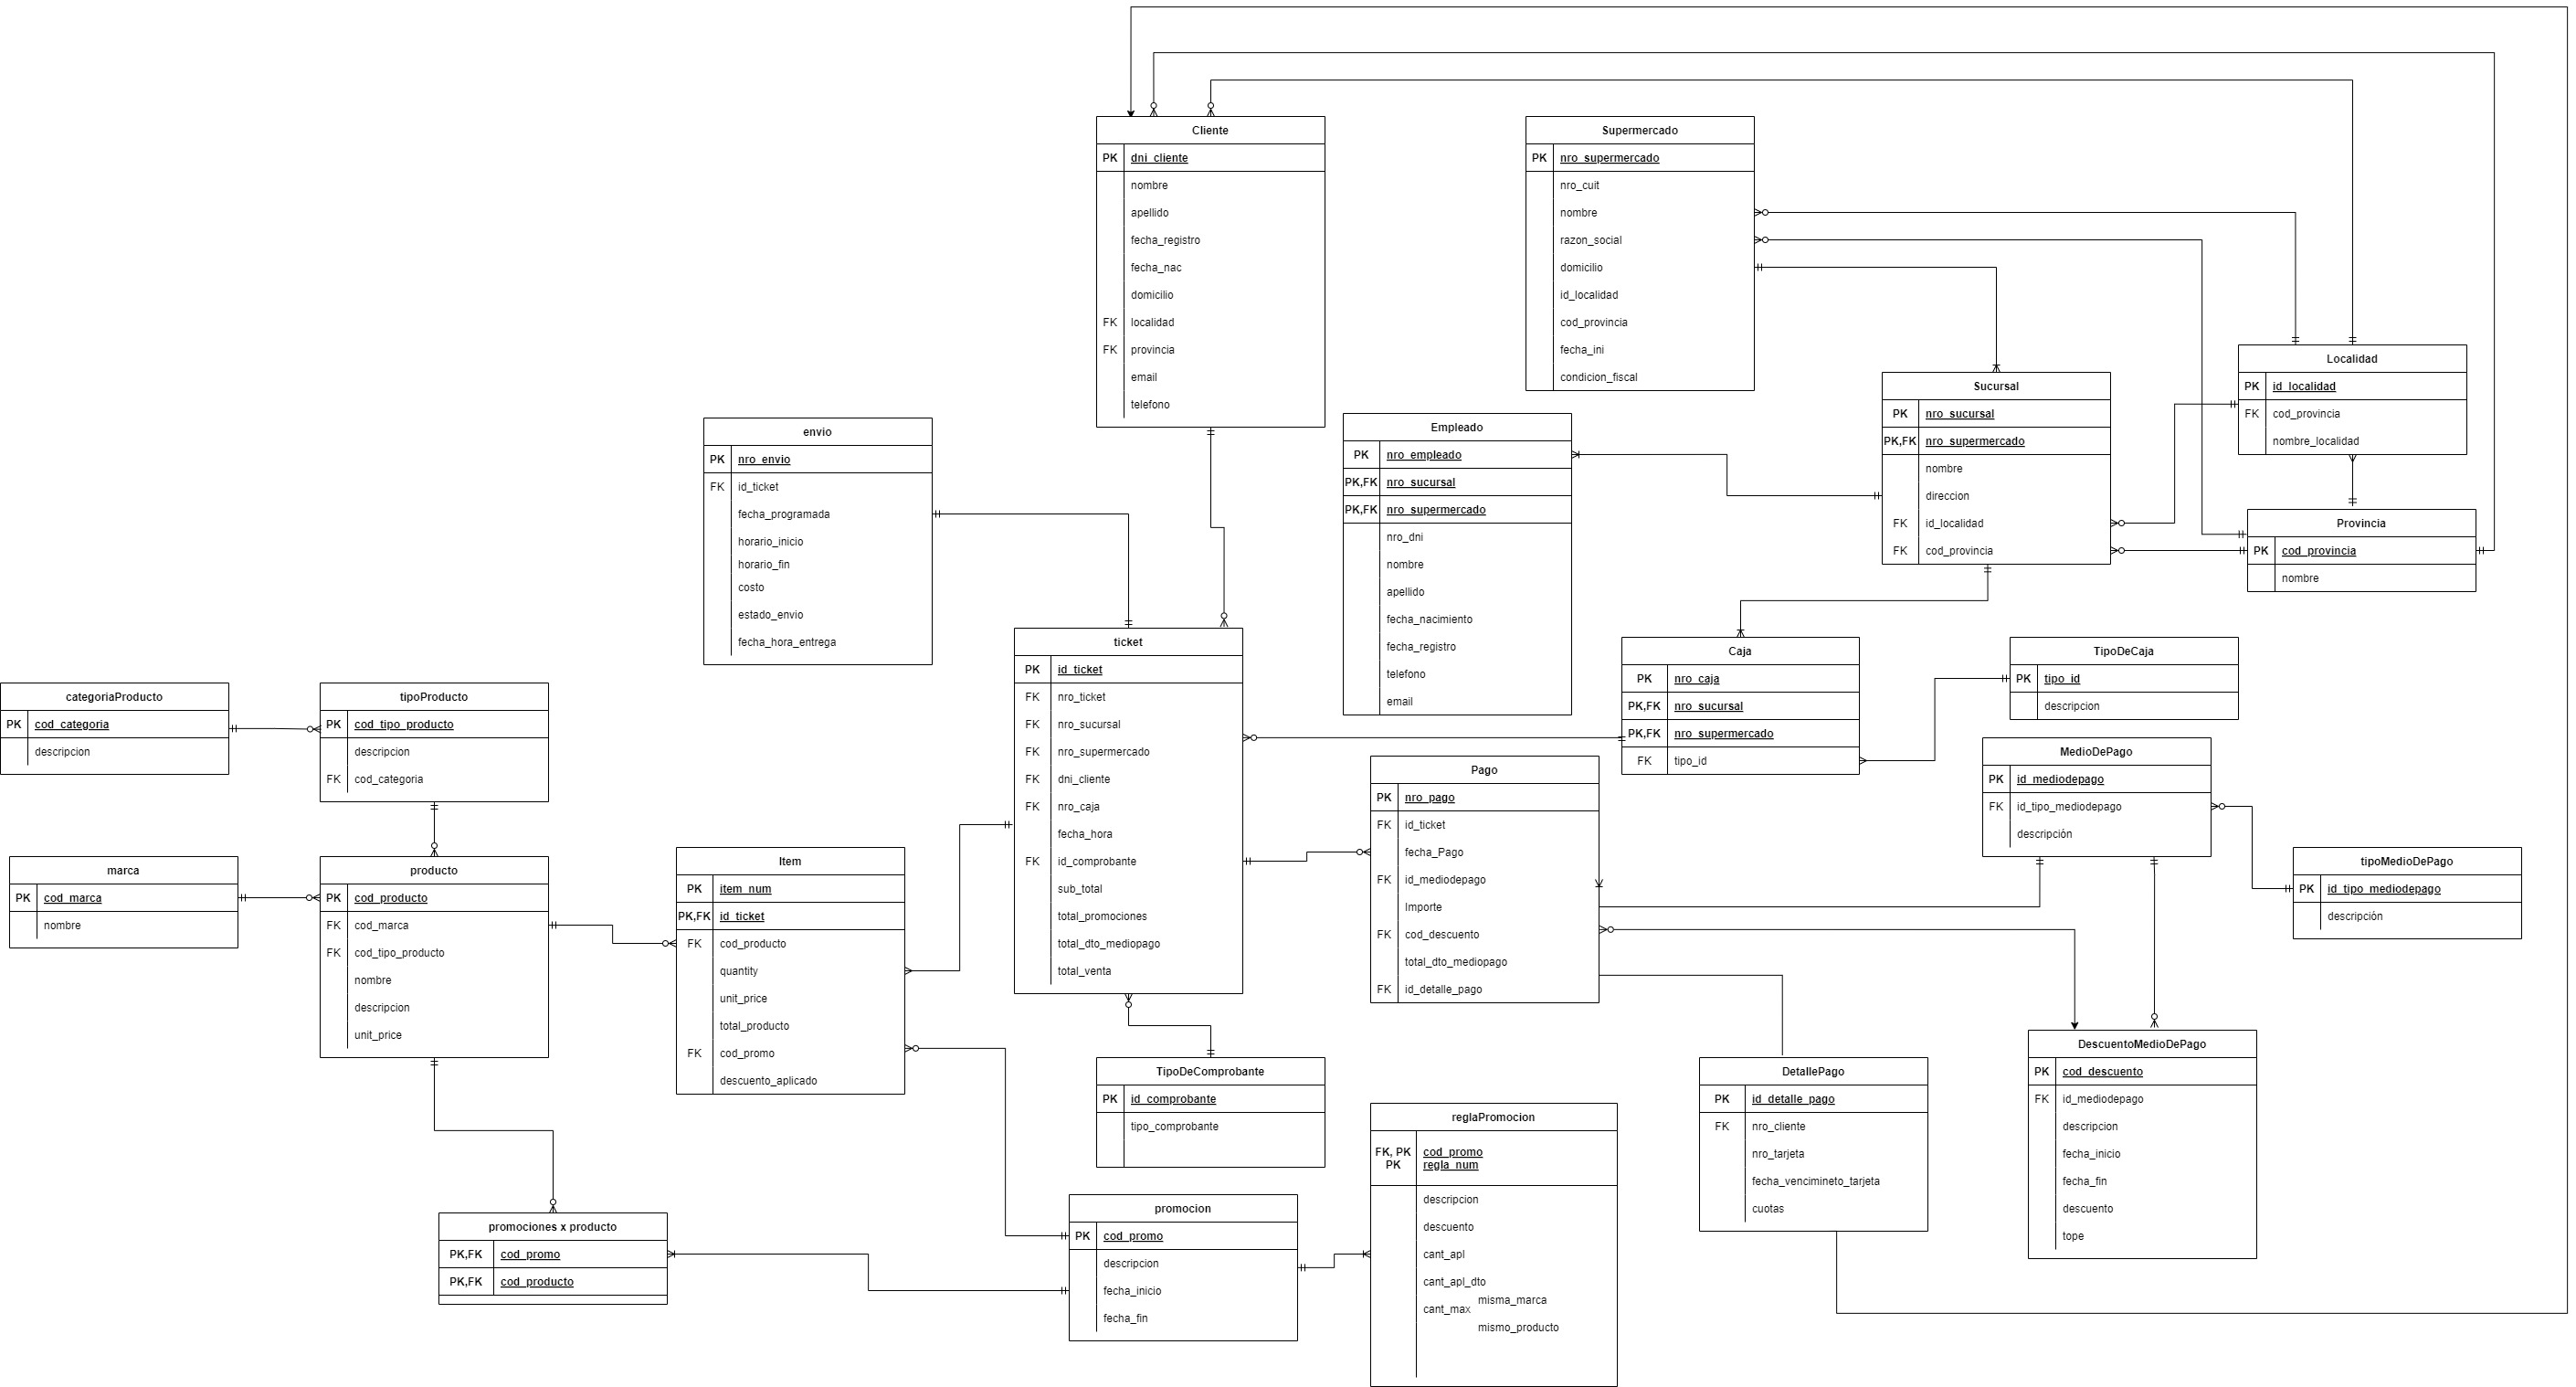 Cliente
PK dni_cliente
nombre
apellido
fecha_registro
fecha_nac
domicilio
FK localidad
FK provincia
email
telefono
Supermercado
PK nro_supermercado
nro_cuit
nombre
razon_social
domicilio
id_localidad
cod_provincia
fecha_ini
condicion_fiscal
Localidad
PK id_localidad
FK cod_provincia
nombre_localidad
Sucursal
PK nro_sucursal
PK,FK nro_supermercado
nombre
direccion
FK id_localidad
FK cod_provincia
Provincia
PK cod_provincia
nombre
envio
PK nro_envio
FK id_ticket
fecha_programada
horario_inicio
horario_fin
costo
estado_envio
fecha_hora_entrega
Empleado
PK nro_empleado
PK,FK nro_sucursal
PK,FK nro_supermercado
nro_dni
nombre
apellido
fecha_nacimiento
fecha_registro
telefono
email
ticket
PK id_ticket
FK nro_ticket
FK nro_sucursal
FK nro_supermercado
FK dni_cliente
FK nro_caja
fecha_hora
FK id_comprobante
sub_total
total_promociones
total_dto_mediopago
total_venta
Caja
PK nro_caja
PK,FK nro_sucursal
PK,FK nro_supermercado
FK tipo_id
TipoDeCaja
PK tipo_id
descripcion
categoriaProducto
PK cod_categoria
descripcion
tipoProducto
PK cod_tipo_producto
descripcion
FK cod_categoria
MedioDePago
PK id_mediodepago
FK id_tipo_mediodepago
descripción
Pago
PK nro_pago
FK id_ticket
fecha_Pago
FK id_mediodepago
Importe
FK cod_descuento
total_dto_mediopago
FK id_detalle_pago
tipoMedioDePago
PK id_tipo_mediodepago
descripción
marca
PK cod_marca
nombre
producto
PK cod_producto
FK cod_marca
FK cod_tipo_producto
nombre
descripcion
unit_price
Item
PK item_num
PK,FK id_ticket
FK cod_producto
quantity
unit_price
total_producto
FK cod_promo
descuento_aplicado
TipoDeComprobante
PK id_comprobante
tipo_comprobante
DetallePago
PK id_detalle_pago
FK nro_cliente
nro_tarjeta
fecha_vencimineto_tarjeta
cuotas
DescuentoMedioDePago
PK cod_descuento
FK id_mediodepago
descripcion
fecha_inicio
fecha_fin
descuento
tope
reglaPromocion
FK, PK cod_promo
PK regla_num
descripcion
descuento
cant_apl
cant_apl_dto
misma_marca
cant_max
mismo_producto
promocion
PK cod_promo
descripcion
fecha_inicio
fecha_fin
promociones x producto
PK,FK cod_promo
PK,FK cod_producto